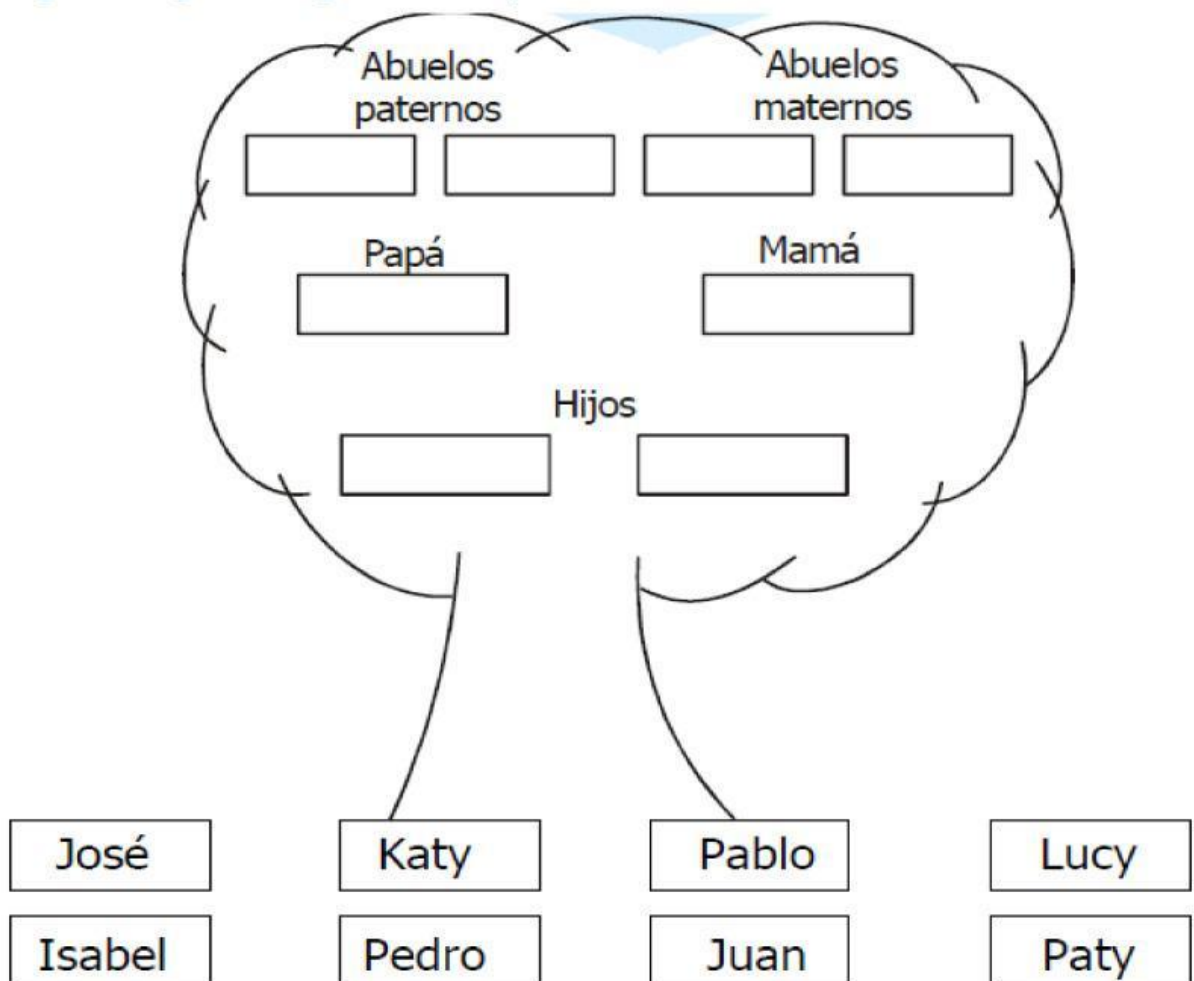 Abuelos paternos
Abuelos maternos
Papá
Mamá
Hijos
José
Katy
Pablo
Lucy
Isabel
Pedro
Juan
Paty